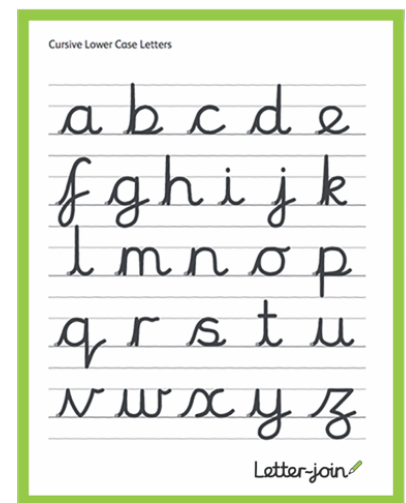 Cursive Lower Case Letters
a b c d e
f g h i j k
l m n o p
q r s t u
v w x y z
Letter-join